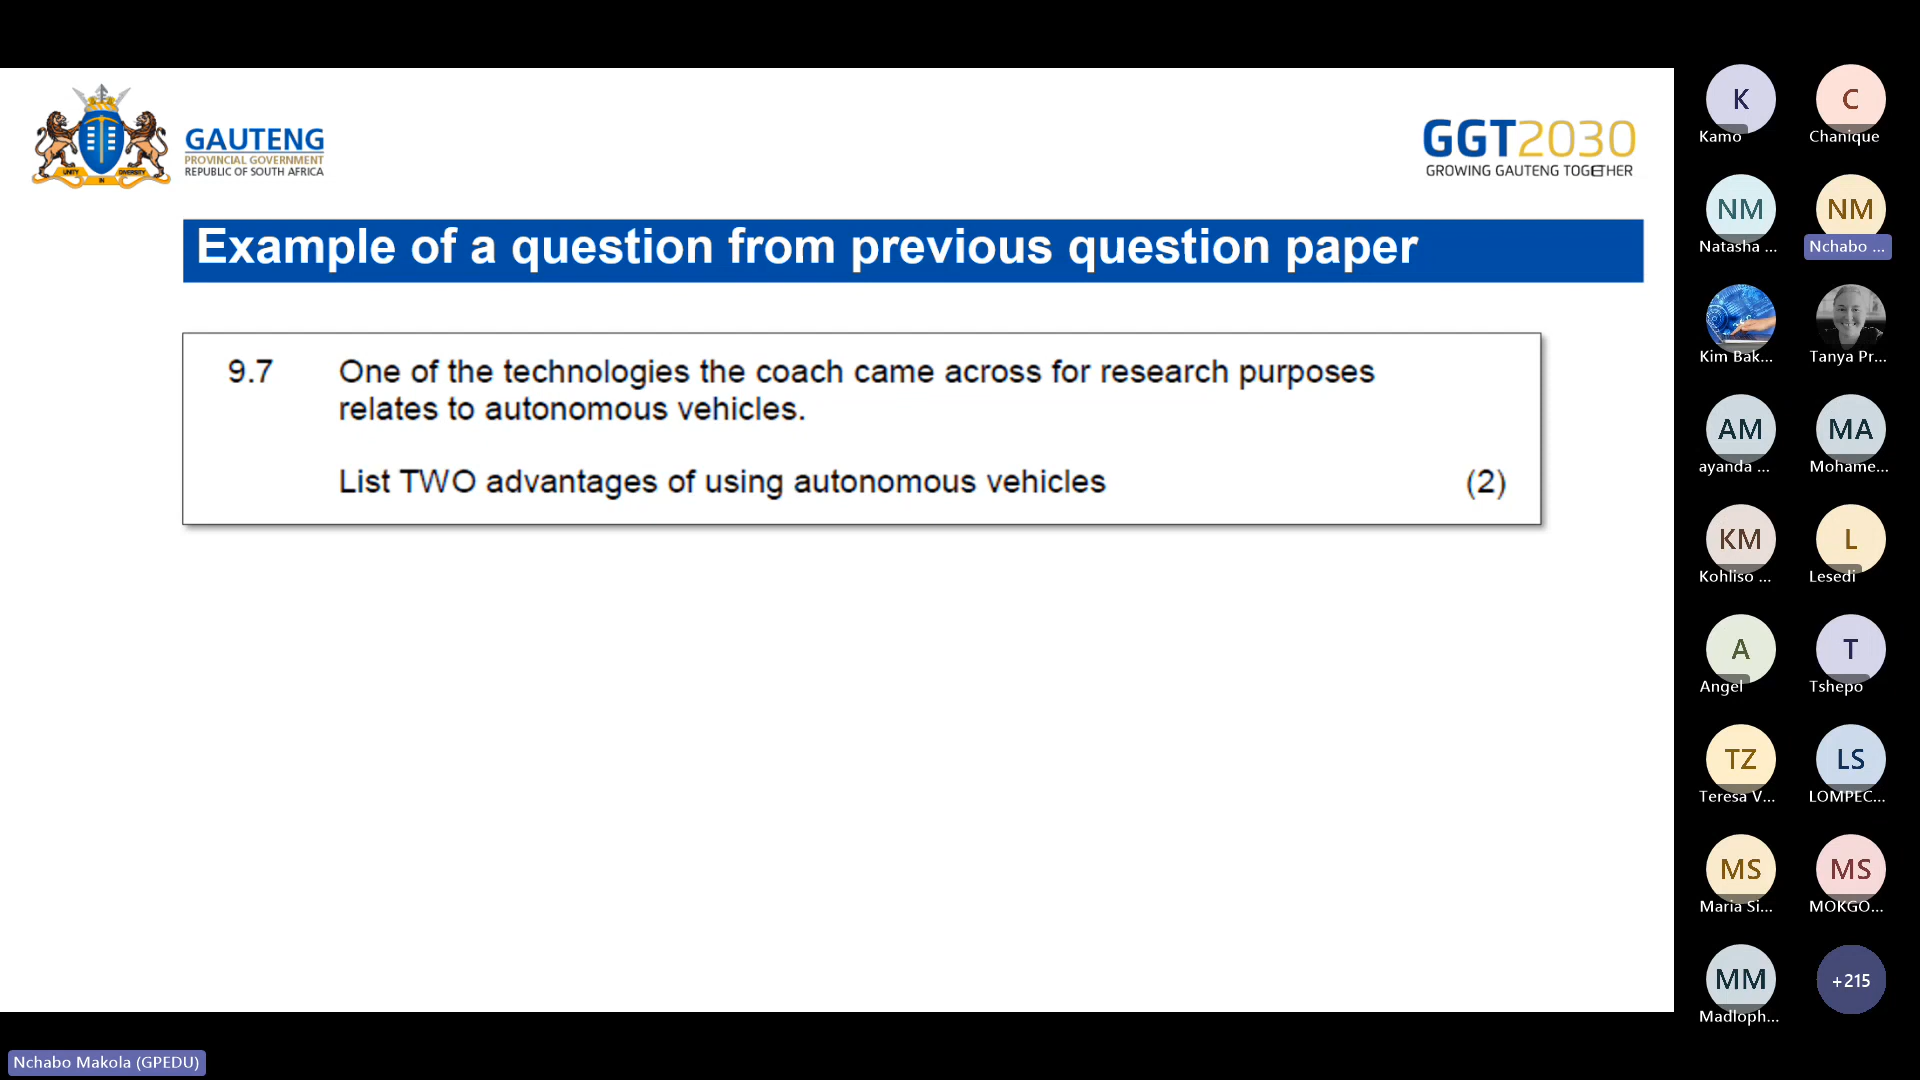 GAUTENG
PROVINCIAL GOVERNMENT
REPUBLIC OF SOUTH AFRICA
UNITY IN DIVERSITY
GGT2030
GROWING GAUTENG TOGETHER
Example of a question from previous question paper
9.7 One of the technologies the coach came across for research purposes
relates to autonomous vehicles.
List TWO advantages of using autonomous vehicles (2)
K C
Kamo Chanique
NM NM
Natasha ... Nchabo ...
Kim Bak... Tanya Pr...
AM MA
ayanda ... Mohame...
KM L
Kohliso ... Lesedi
A T
Angel Tshepo
TZ LS
Teresa V... LOMPEC...
MS MS
Maria Si... MOKGO...
MM +215
Madloph...
Nchabo Makola (GPEDU)